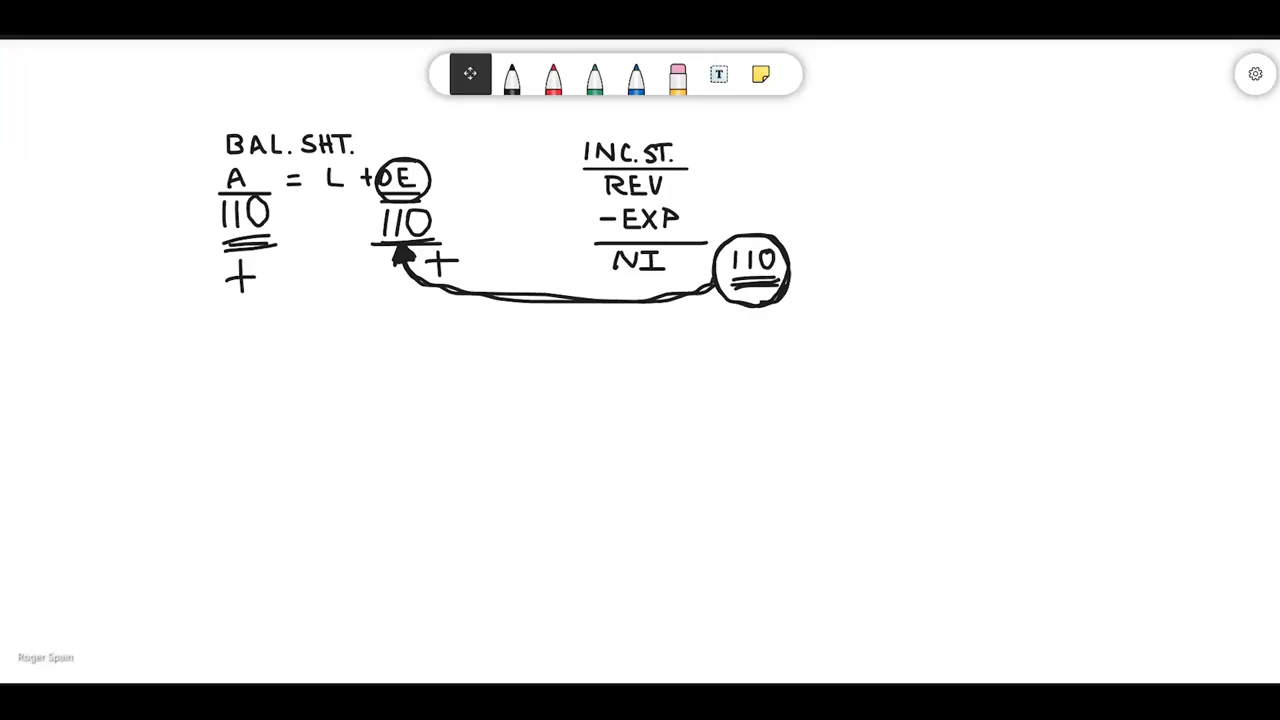 T
BAL. SHT.
A = L + OE
110 110
+ +
INC. ST.
REV
- EXP
NI 110
Roger Spain